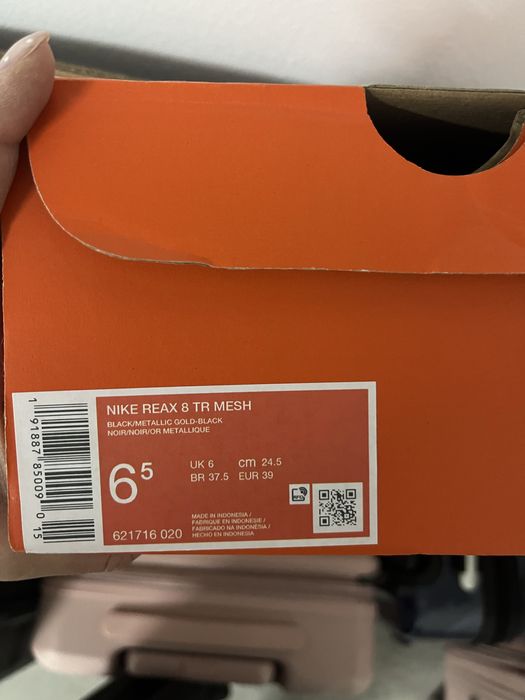 NIKE REAX 8 TR MESH
BLACK/METALLIC GOLD-BLACK
NOIR/NOIR/OR METALLIQUE
6⁵
UK 6 cm 24.5
BR 37.5 EUR 39
621716 020
MADE IN INDONESIA /
FABRIQUÉ EN INDONESIE /
FABRICADO NA INDONÉSIA /
HECHO EN INDONESIA
1 91887 85009 0 15